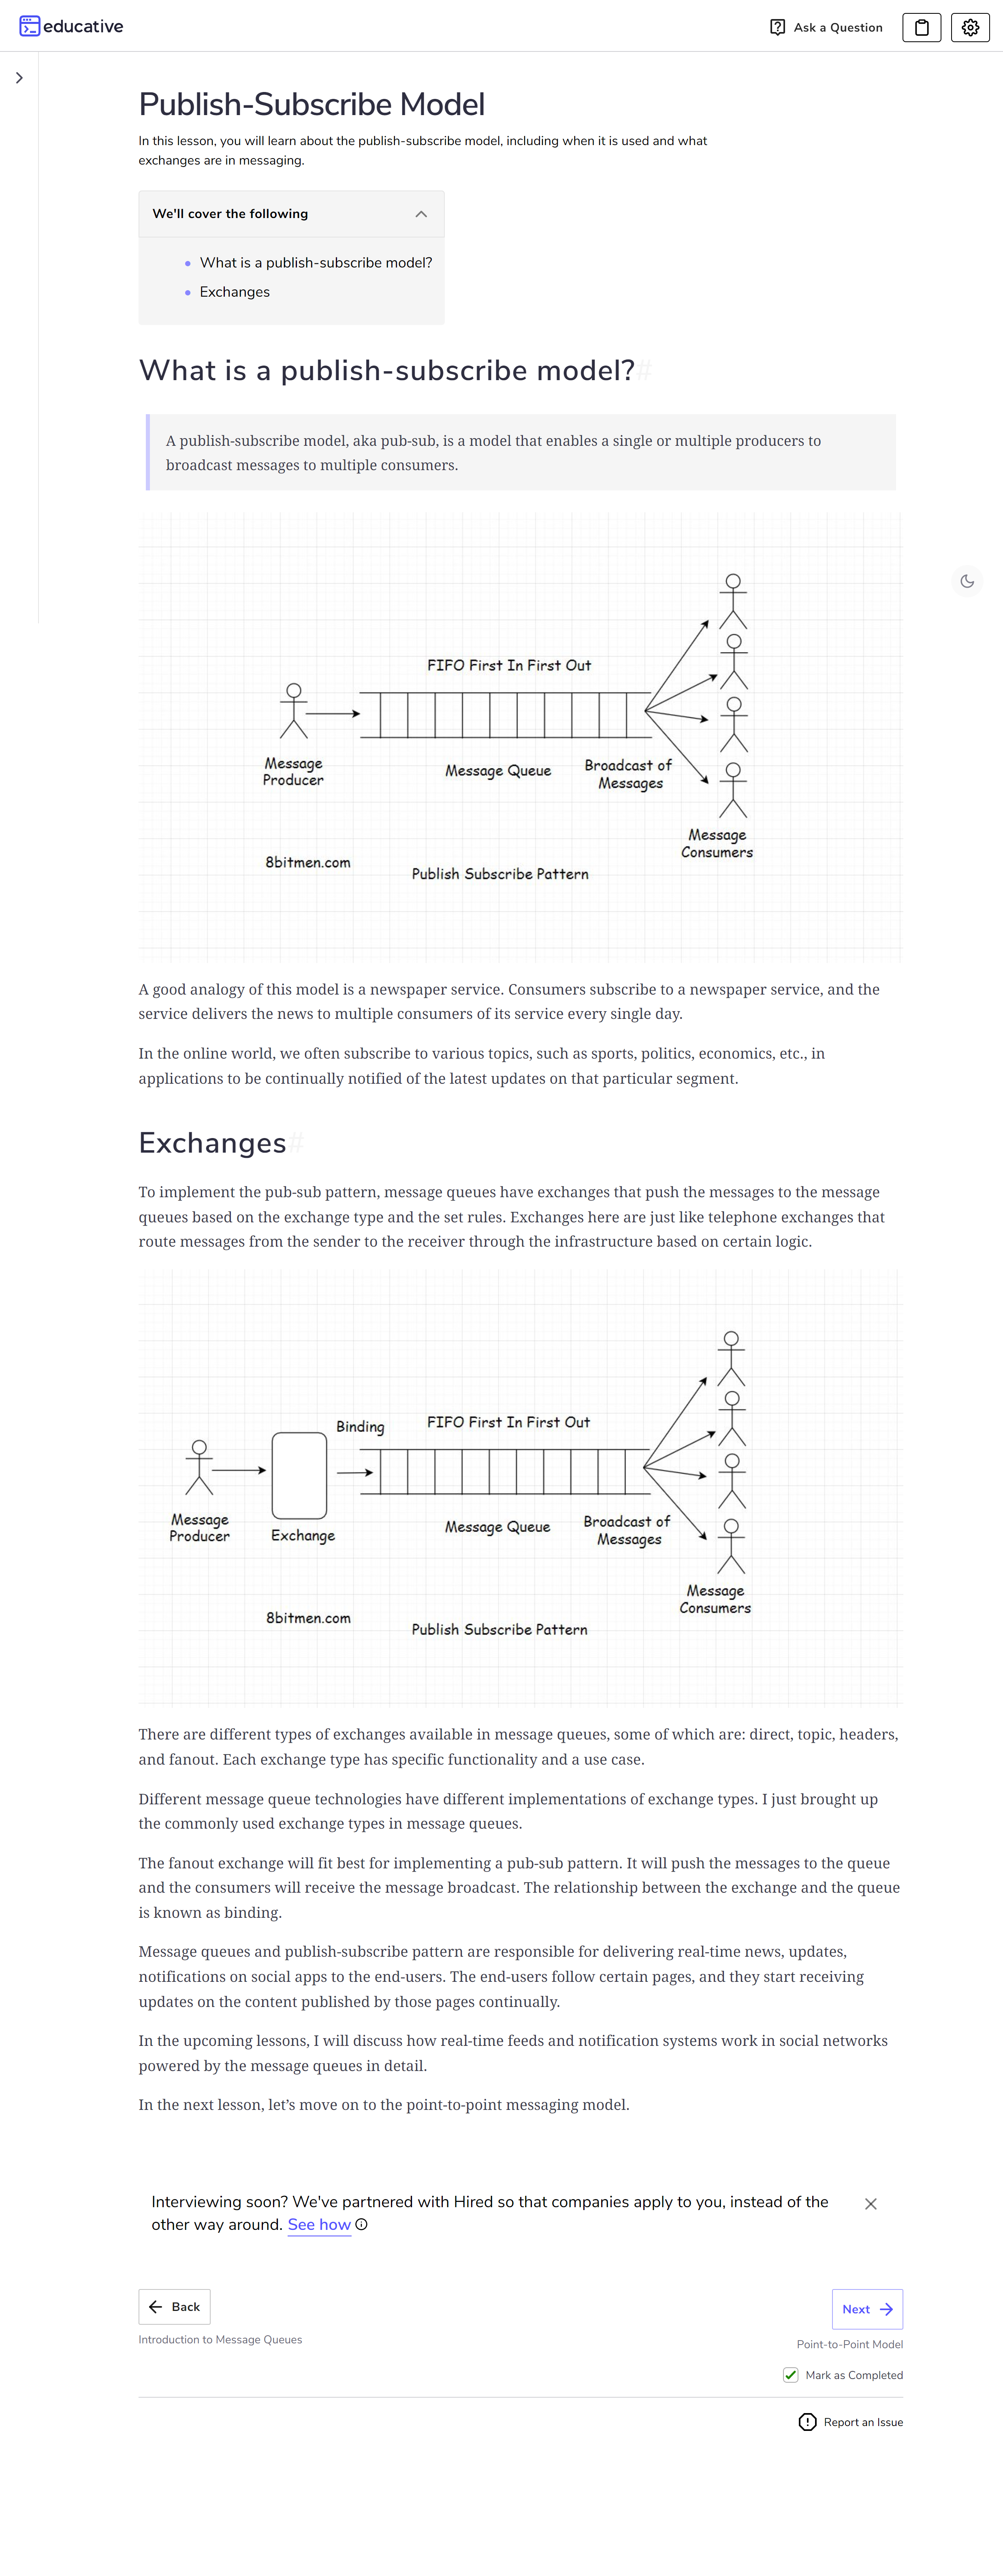 educative
Ask a Question
Publish-Subscribe Model
In this lesson, you will learn about the publish-subscribe model, including when it is used and what
exchanges are in messaging.
We'll cover the following
What is a publish-subscribe model?
Exchanges
What is a publish-subscribe model?#
A publish-subscribe model, aka pub-sub, is a model that enables a single or multiple producers to
broadcast messages to multiple consumers.
FIFO First In First Out
Message
Producer
Message Queue
Broadcast of
Messages
Message
Consumers
8bitmen.com
Publish Subscribe Pattern
A good analogy of this model is a newspaper service. Consumers subscribe to a newspaper service, and the
service delivers the news to multiple consumers of its service every single day.
In the online world, we often subscribe to various topics, such as sports, politics, economics, etc., in
applications to be continually notified of the latest updates on that particular segment.
Exchanges#
To implement the pub-sub pattern, message queues have exchanges that push the messages to the message
queues based on the exchange type and the set rules. Exchanges here are just like telephone exchanges that
route messages from the sender to the receiver through the infrastructure based on certain logic.
Binding
FIFO First In First Out
Message
Producer
Exchange
Message Queue
Broadcast of
Messages
Message
Consumers
8bitmen.com
Publish Subscribe Pattern
There are different types of exchanges available in message queues, some of which are: direct, topic, headers,
and fanout. Each exchange type has specific functionality and a use case.
Different message queue technologies have different implementations of exchange types. I just brought up
the commonly used exchange types in message queues.
The fanout exchange will fit best for implementing a pub-sub pattern. It will push the messages to the queue
and the consumers will receive the message broadcast. The relationship between the exchange and the queue
is known as binding.
Message queues and publish-subscribe pattern are responsible for delivering real-time news, updates,
notifications on social apps to the end-users. The end-users follow certain pages, and they start receiving
updates on the content published by those pages continually.
In the upcoming lessons, I will discuss how real-time feeds and notification systems work in social networks
powered by the message queues in detail.
In the next lesson, let’s move on to the point-to-point messaging model.
Interviewing soon? We've partnered with Hired so that companies apply to you, instead of the
other way around. See how
Back
Next
Introduction to Message Queues
Point-to-Point Model
Mark as Completed
Report an Issue